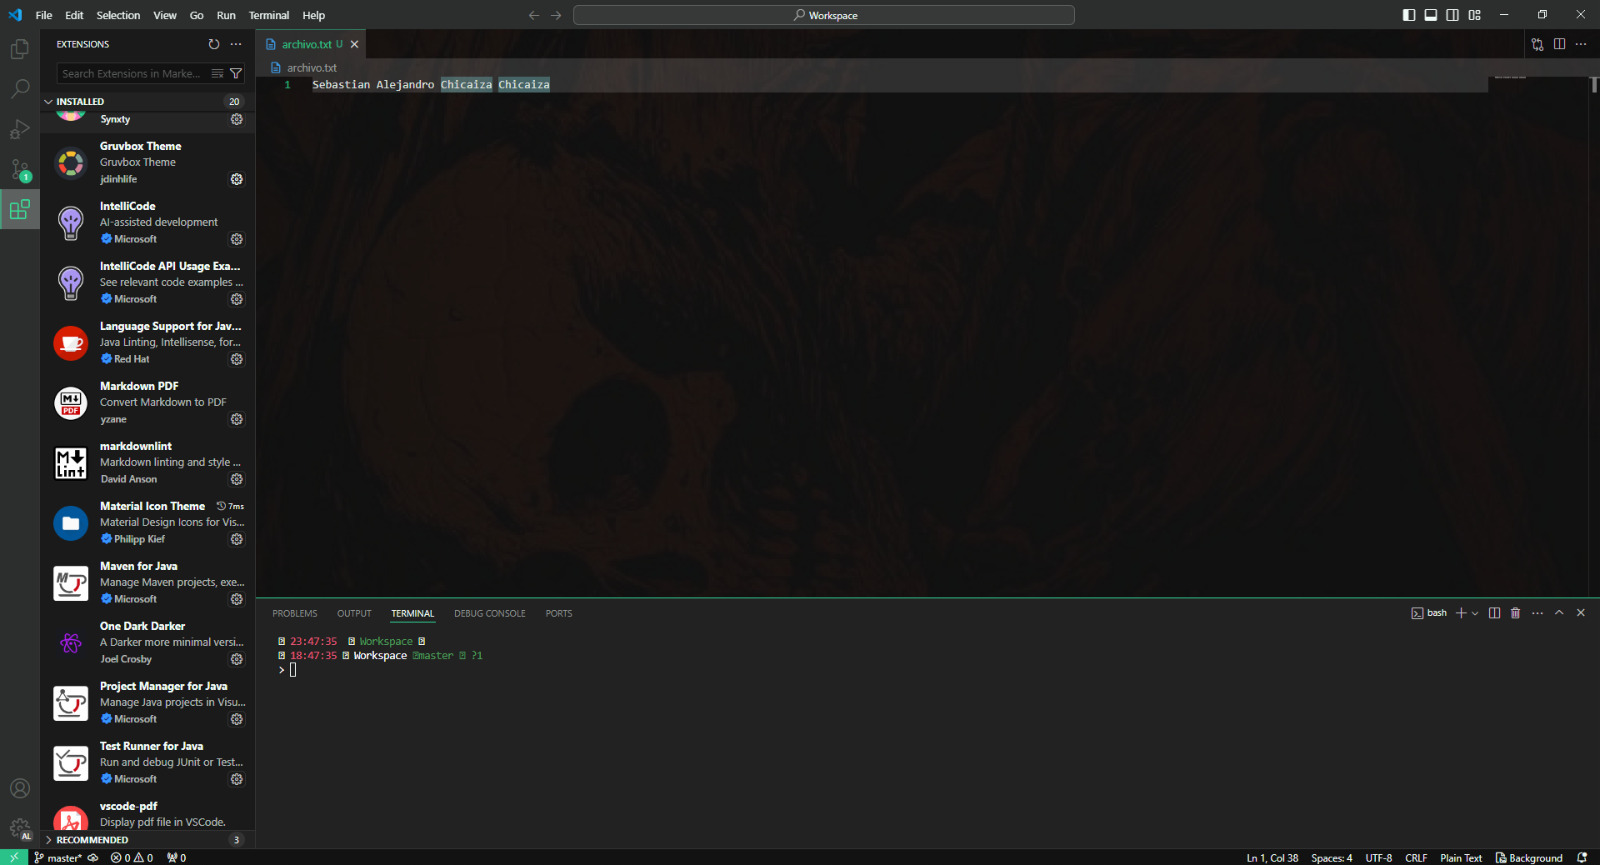 File Edit Selection View Go Run Terminal Help
Workspace
EXTENSIONS
Search Extensions in Marke...
INSTALLED 20
Synxty
Gruvbox Theme
Gruvbox Theme
jdinhlife
IntelliCode
AI-assisted development
Microsoft
IntelliCode API Usage Exa...
See relevant code examples ...
Microsoft
Language Support for Jav...
Java Linting, Intellisense, for...
Red Hat
Markdown PDF
Convert Markdown to PDF
yzane
markdownlint
Markdown linting and style ...
David Anson
Material Icon Theme 7ms
Material Design Icons for Vis...
Philipp Kief
Maven for Java
Manage Maven projects, exe...
Microsoft
One Dark Darker
A Darker more minimal versi...
Joel Crosby
Project Manager for Java
Manage Java projects in Visu...
Microsoft
Test Runner for Java
Run and debug JUnit or Test...
Microsoft
vscode-pdf
Display pdf file in VSCode.
RECOMMENDED 3
archivo.txt U
archivo.txt
1 Sebastian Alejandro Chicaiza Chicaiza
PROBLEMS OUTPUT TERMINAL DEBUG CONSOLE PORTS
bash
23:47:35 Workspace
18:47:35 Workspace master ?1
>
master* 0 0 0
Ln 1, Col 38 Spaces: 4 UTF-8 CRLF Plain Text Background